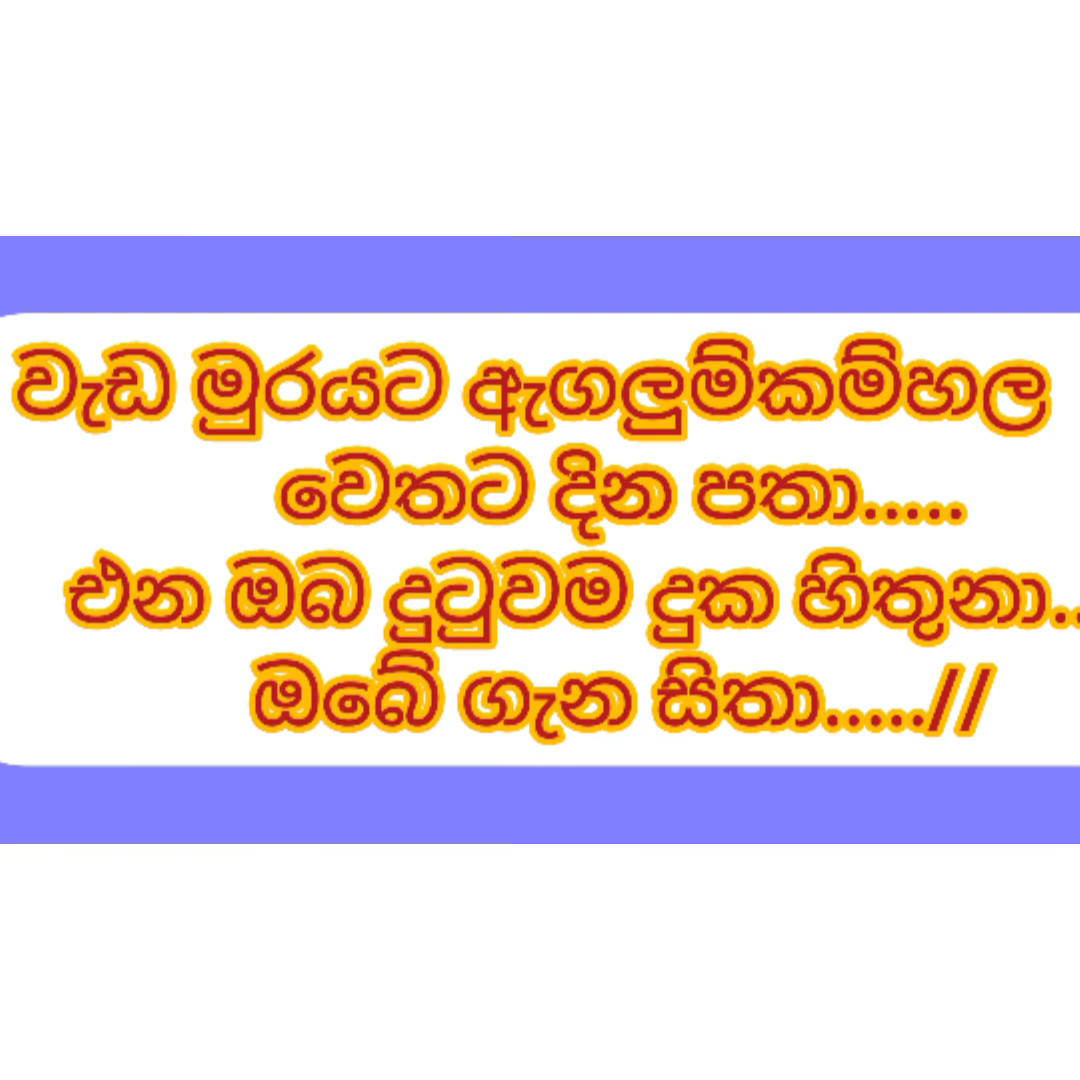 වැඩ මුරයට ඇගලුම්කම්හල
වෙතට දින පතා.....
එන ඔබ දුටුවම දුක හිතුනා..
ඔබේ ගැන සිතා.....//